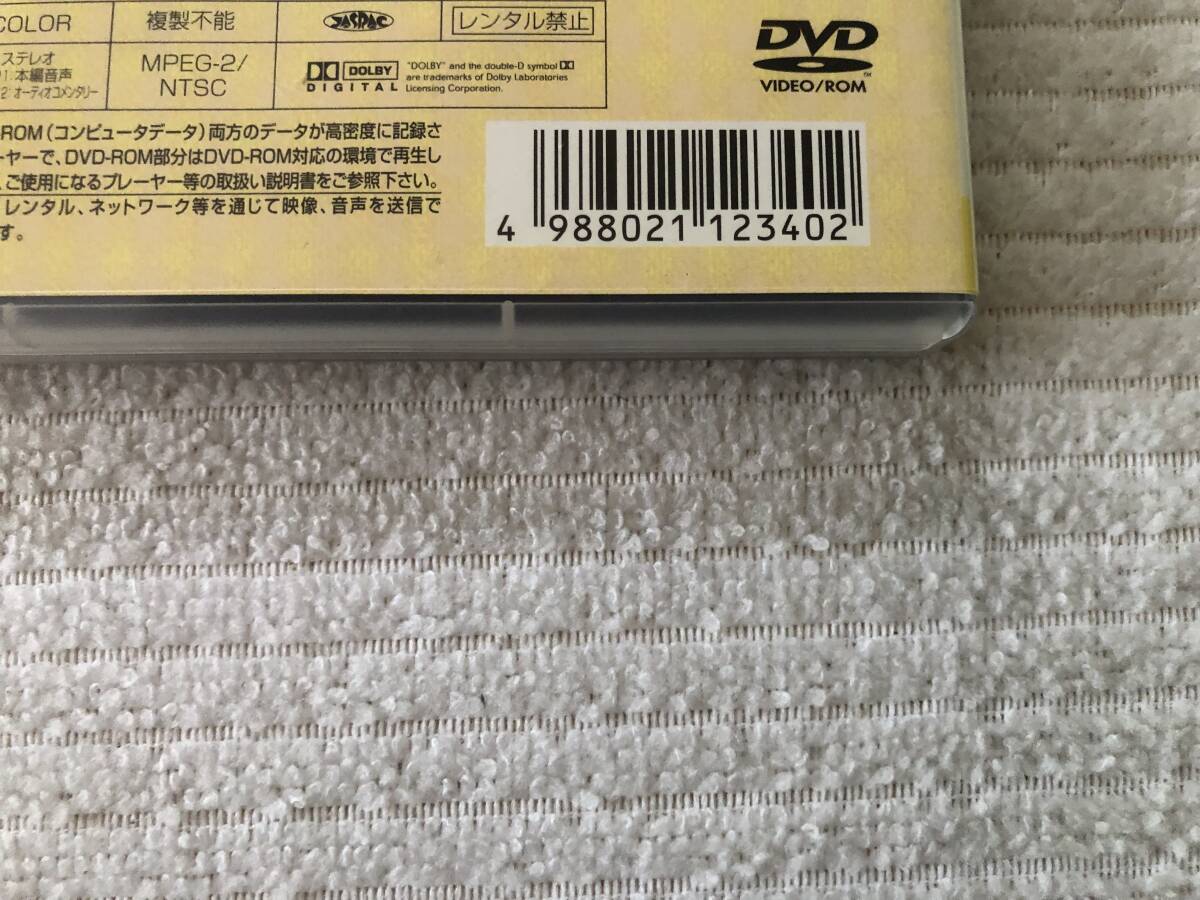 COLOR
複製不能
JASRAC
レンタル禁止
DVD
VIDEO/ROM
TM
ステレオ
1:本編音声
2:オーディオコメンタリー
MPEG-2/
NTSC
DOLBY
DIGITAL
"DOLBY" and the double-D symbol
are trademarks of Dolby Laboratories
Licensing Corporation.
-ROM(コンピュータデータ)両方のデータが高密度に記録さ
ーヤーで、DVD-ROM部分はDVD-ROM対応の環境で再生し
、ご使用になるプレーヤー等の取扱い説明書をご参照下さい。
レンタル、ネットワーク等を通じて映像、音声を送信で
す。
4 988021 123402